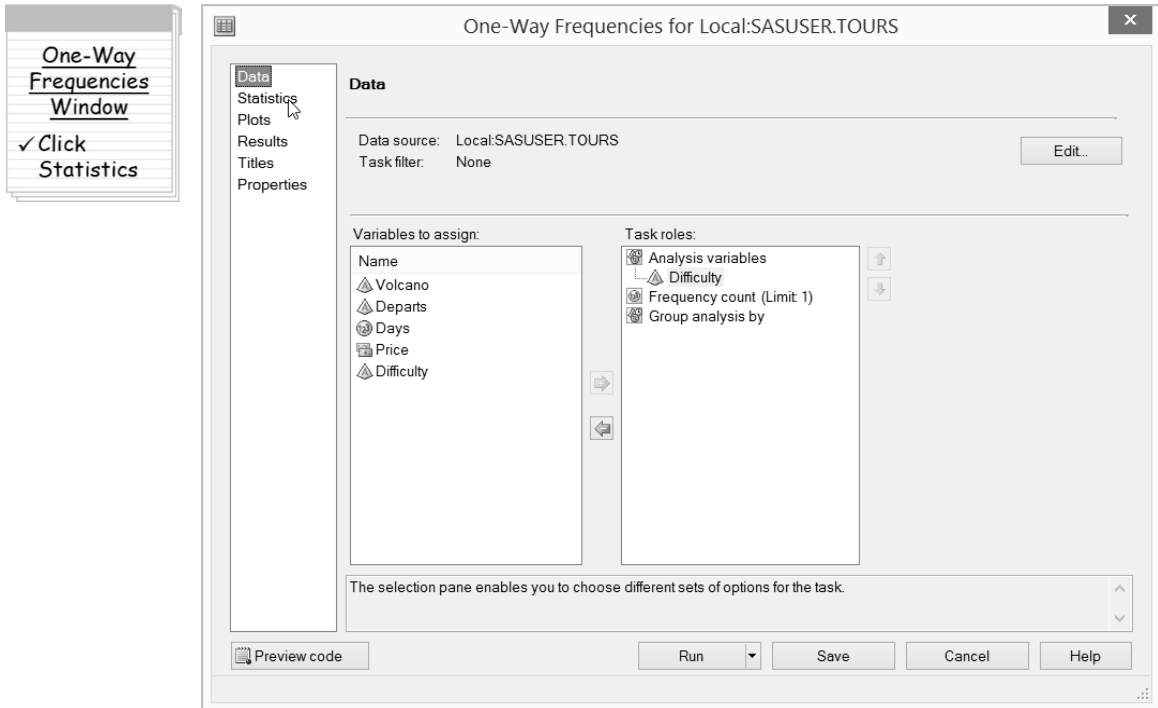 One-Way
Frequencies
Window
✓ Click
Statistics
One-Way Frequencies for Local:SASUSER.TOURS
x
Data
Statistics
Plots
Results
Titles
Properties
Data
Data source: Local:SASUSER.TOURS
Task filter: None
Edit...
Variables to assign:
Name
Volcano
Departs
Days
Price
Difficulty
Task roles:
Analysis variables
Difficulty
Frequency count (Limit: 1)
Group analysis by
The selection pane enables you to choose different sets of options for the task.
Preview code
Run
Save
Cancel
Help